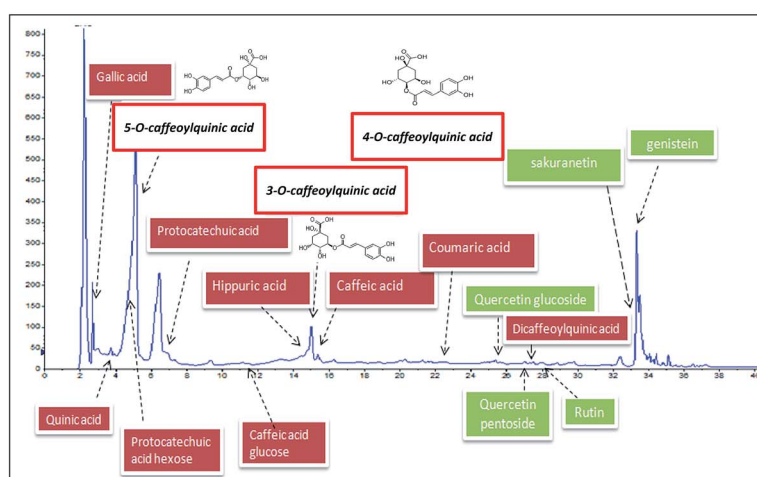 800
750
700
650
600
550
500
450
400
350
300
250
200
150
100
50
0
0 2 4 6 8 10 12 14 16 18 20 22 24 26 28 30 32 34 36 38 40
Gallic acid
5-O-caffeoylquinic acid
4-O-caffeoylquinic acid
3-O-caffeoylquinic acid
sakuranetin
genistein
Protocatechuic acid
Hippuric acid
Caffeic acid
Coumaric acid
Quercetin glucoside
Dicaffeoylquinic acid
Quinic acid
Protocatechuic
acid hexose
Caffeic acid
glucose
Quercetin
pentoside
Rutin